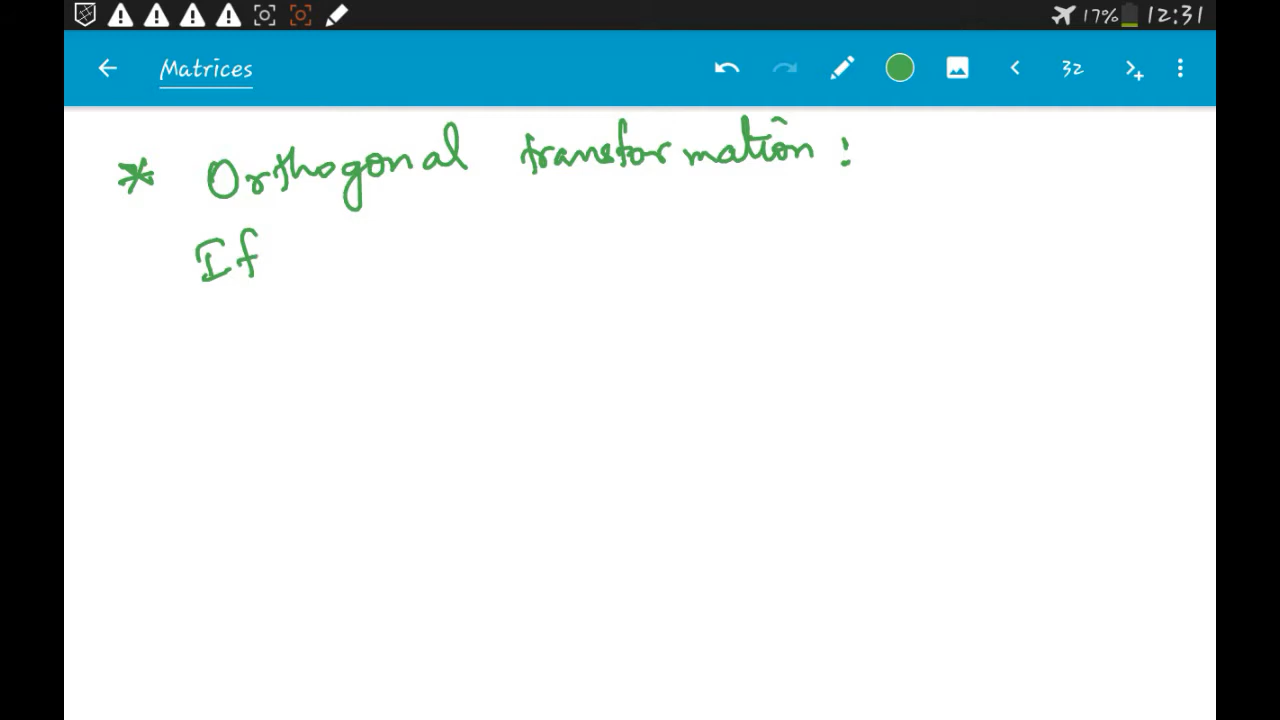 17% 12:31
Matrices 32
* Orthogonal transformation :
If